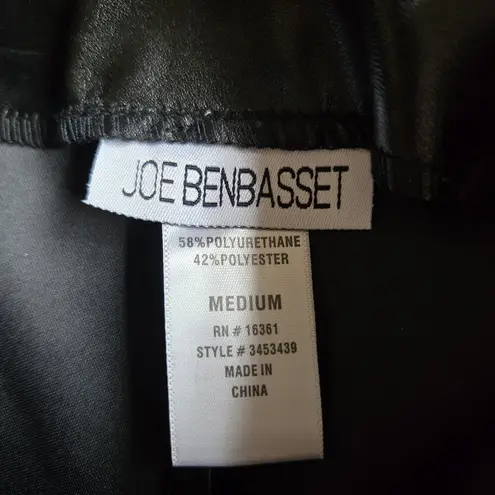 JOE BENBASSET
58%POLYURETHANE
42%POLYESTER
MEDIUM
RN # 16361
STYLE # 3453439
MADE IN
CHINA